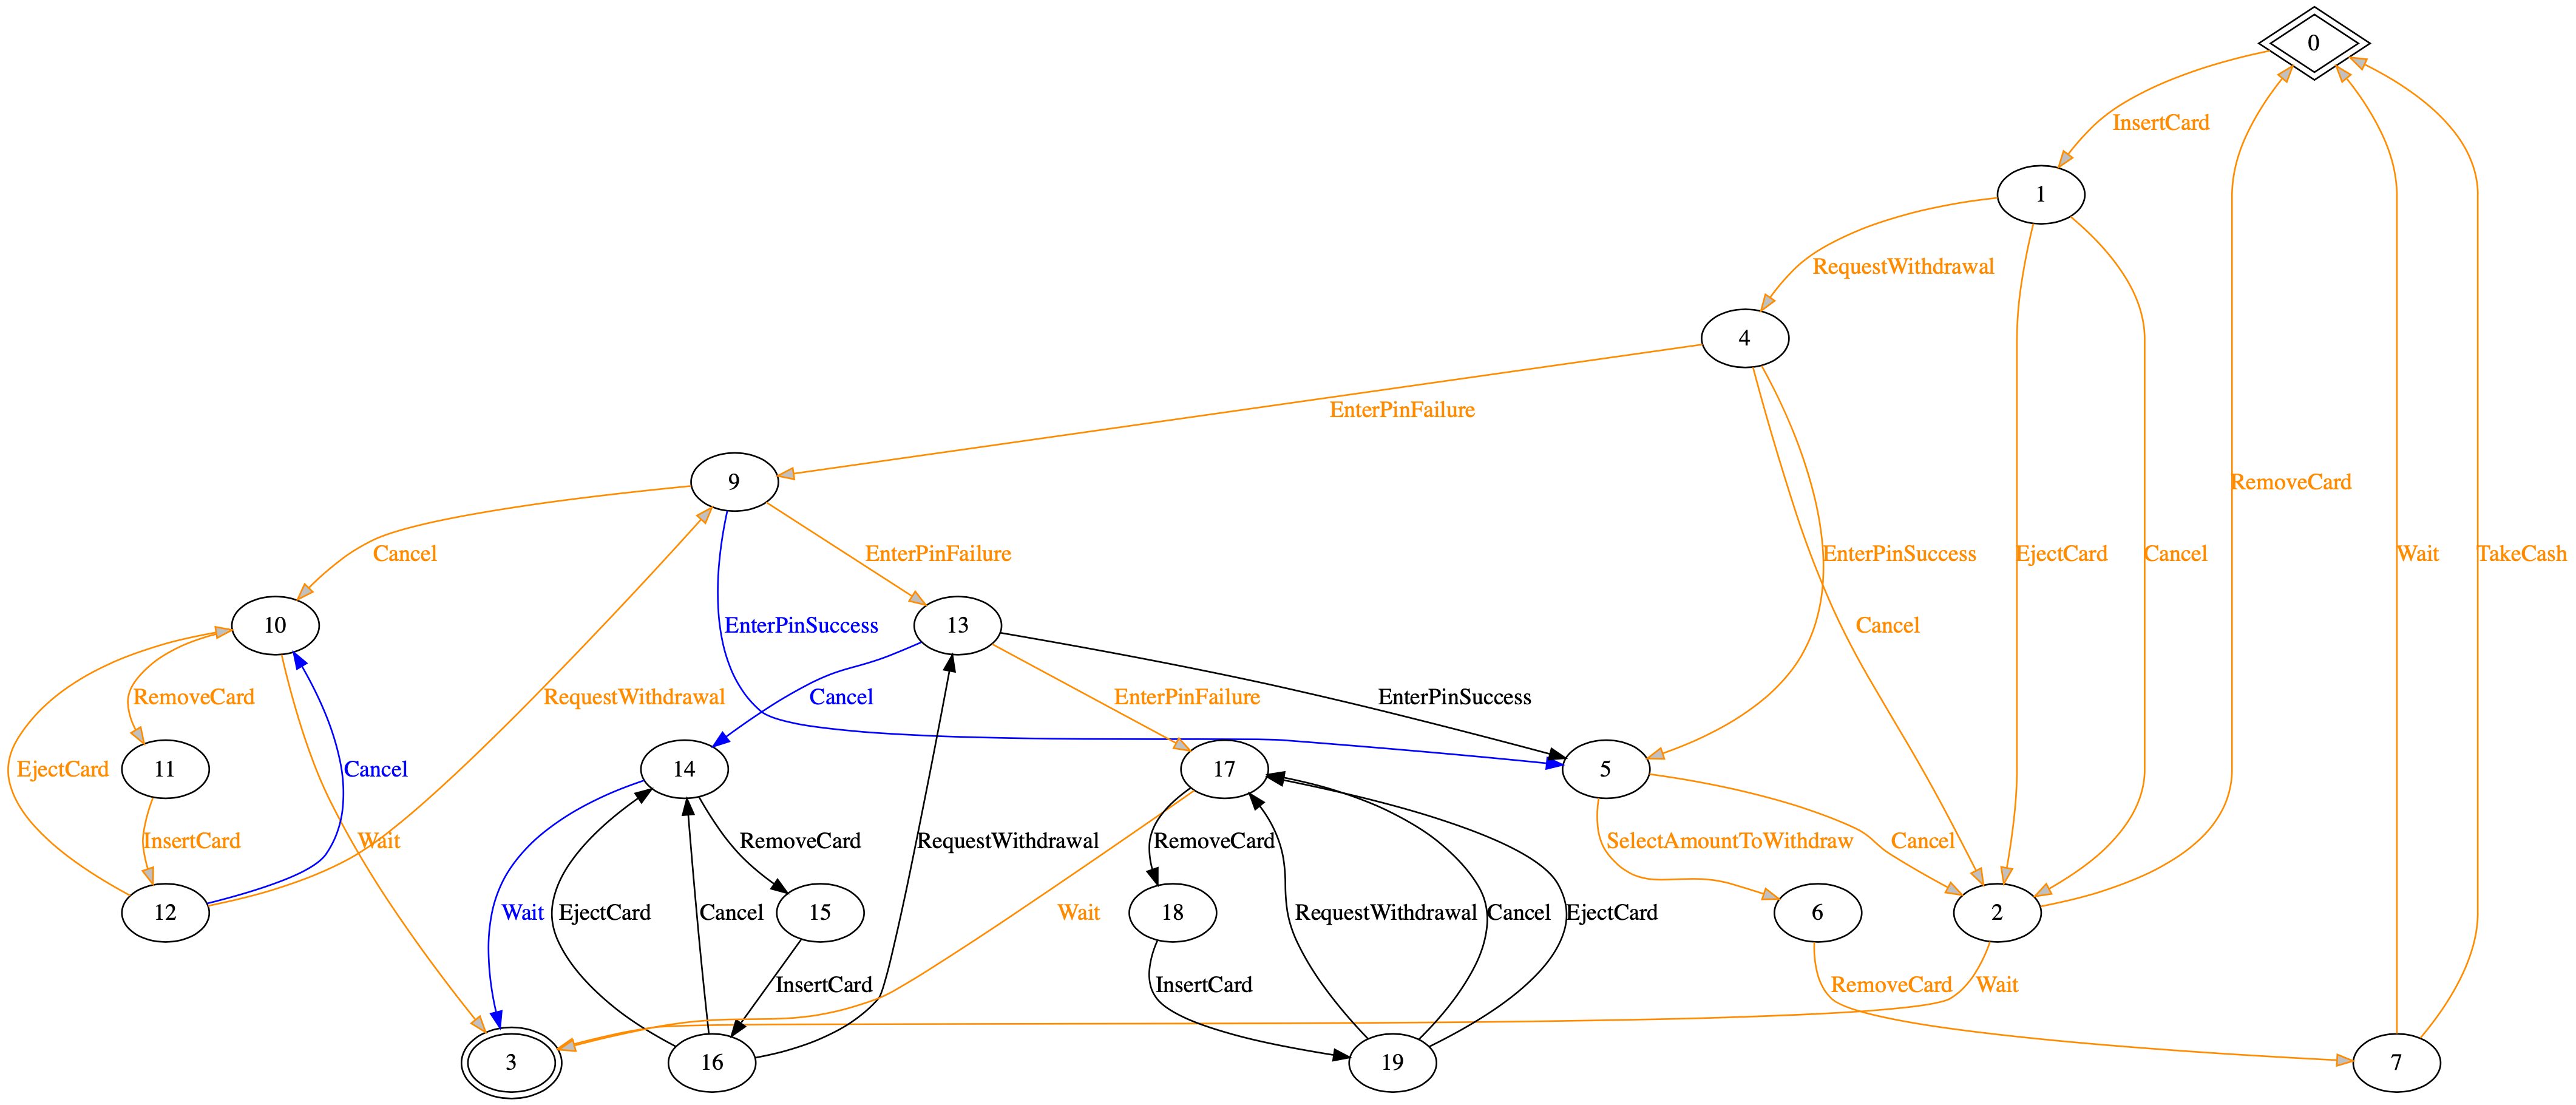 0
InsertCard
1
RequestWithdrawal
4
EnterPinFailure
9
RemoveCard
Cancel
EnterPinFailure
EnterPinSuccess
EjectCard
Cancel
Wait
TakeCash
10
EnterPinSuccess
13
Cancel
RemoveCard
RequestWithdrawal
Cancel
EnterPinFailure
EnterPinSuccess
EjectCard
11
Cancel
14
17
5
InsertCard
Wait
RemoveCard
RequestWithdrawal
RemoveCard
SelectAmountToWithdraw
Cancel
12
Wait
EjectCard
Cancel
15
Wait
18
RequestWithdrawal
Cancel
EjectCard
6
2
InsertCard
InsertCard
RemoveCard
Wait
3
16
19
7